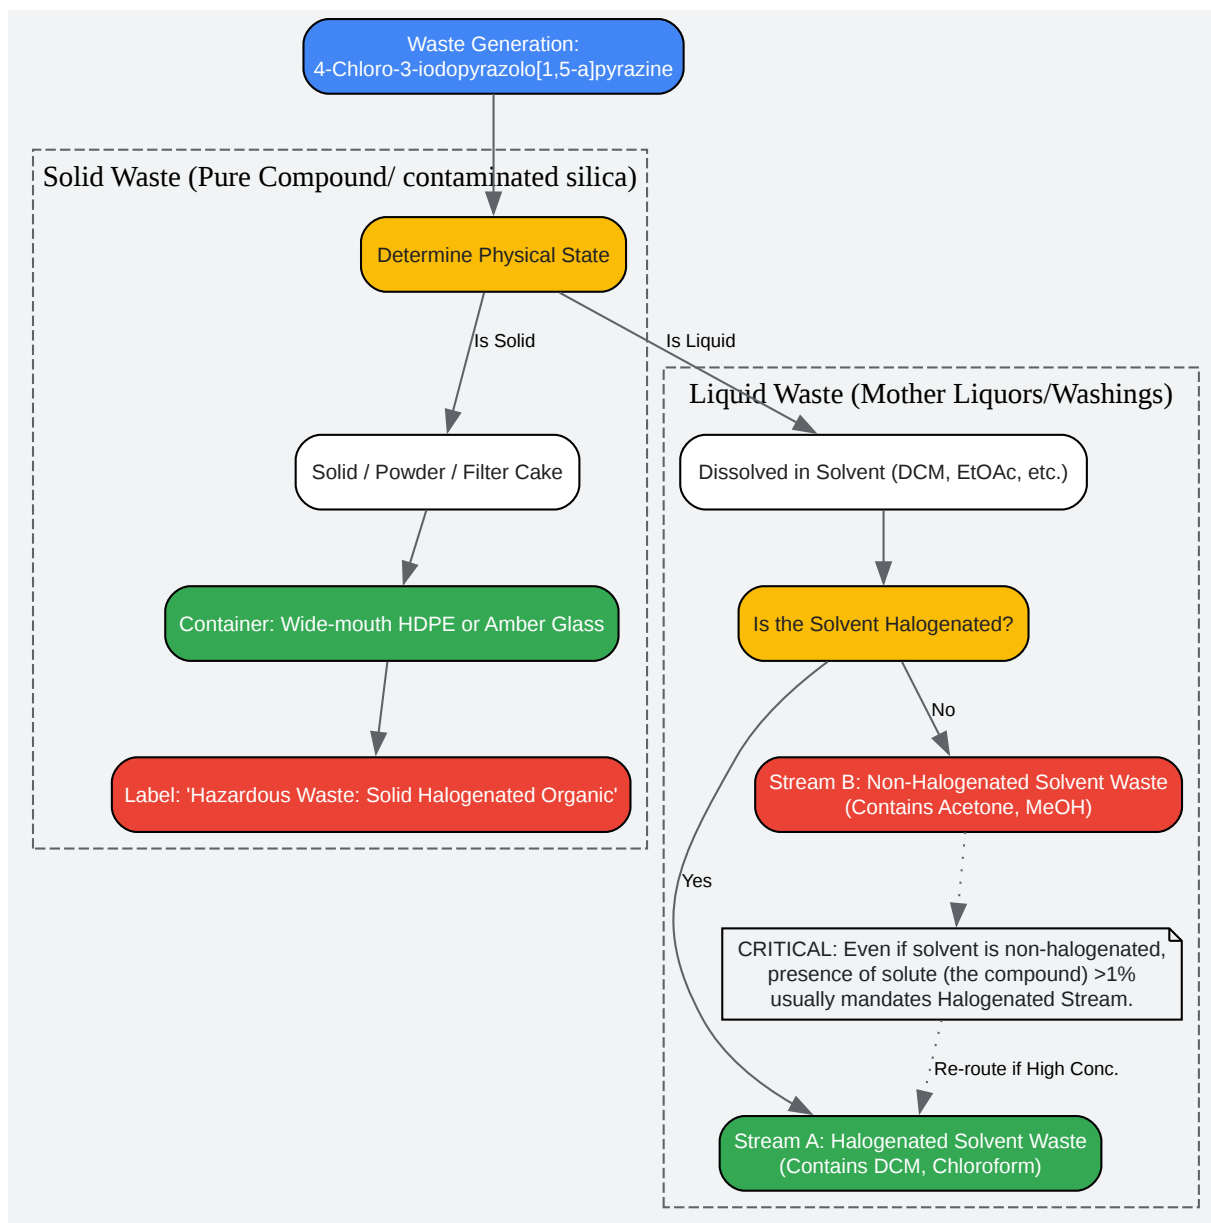 Waste Generation:
4-Chloro-3-iodopyrazolo[1,5-a]pyrazine
Solid Waste (Pure Compound/ contaminated silica)
Determine Physical State
Is Solid
Is Liquid
Liquid Waste (Mother Liquors/Washings)
Solid / Powder / Filter Cake
Dissolved in Solvent (DCM, EtOAc, etc.)
Container: Wide-mouth HDPE or Amber Glass
Is the Solvent Halogenated?
No
Label: 'Hazardous Waste: Solid Halogenated Organic'
Stream B: Non-Halogenated Solvent Waste
(Contains Acetone, MeOH)
Yes
CRITICAL: Even if solvent is non-halogenated,
presence of solute (the compound) >1%
usually mandates Halogenated Stream.
Re-route if High Conc.
Stream A: Halogenated Solvent Waste
(Contains DCM, Chloroform)